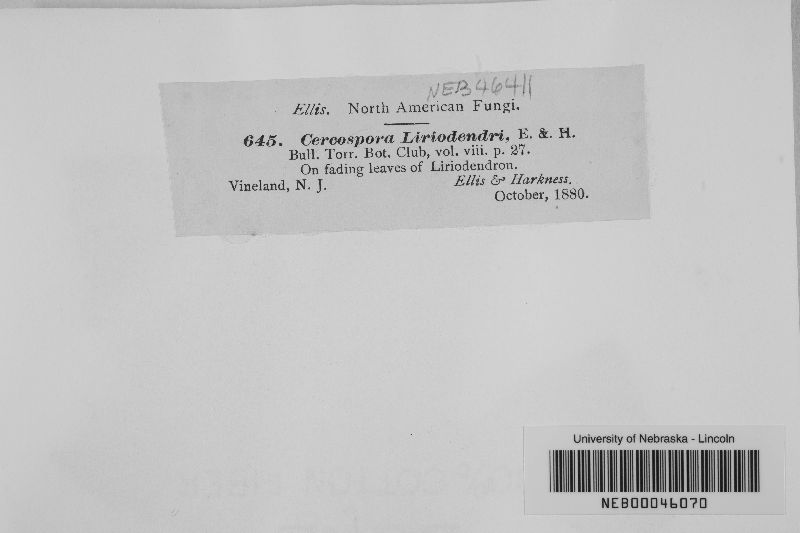 NEB46411
Ellis. North American Fungi.
645. Cercospora Liriodendri, E. & H.
Bull. Torr. Bot. Club, vol. viii. p. 27.
On fading leaves of Liriodendron.
Vineland, N. J. Ellis & Harkness.
October, 1880.
University of Nebraska - Lincoln
NEB00046070